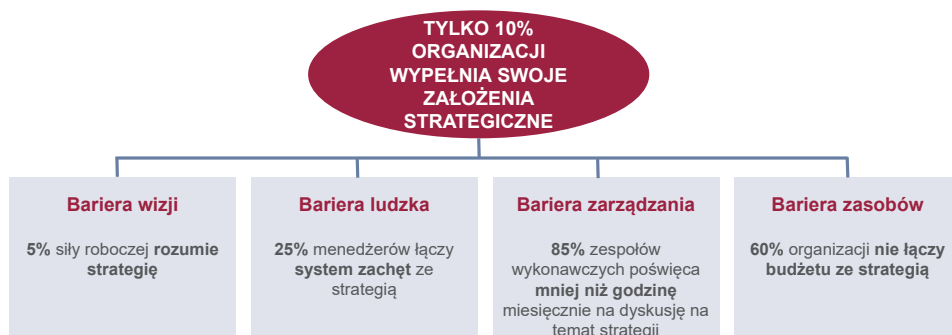 TYLKO 10%
ORGANIZACJI
WYPEŁNIA SWOJE
ZAŁOŻENIA
STRATEGICZNE
Bariera wizji
5% siły roboczej rozumie
strategię
Bariera ludzka
25% menedżerów łączy
system zachęt ze
strategią
Bariera zarządzania
85% zespołów
wykonawczych poświęca
mniej niż godzinę
miesięcznie na dyskusję na
temat strategii
Bariera zasobów
60% organizacji nie łączy
budżetu ze strategią